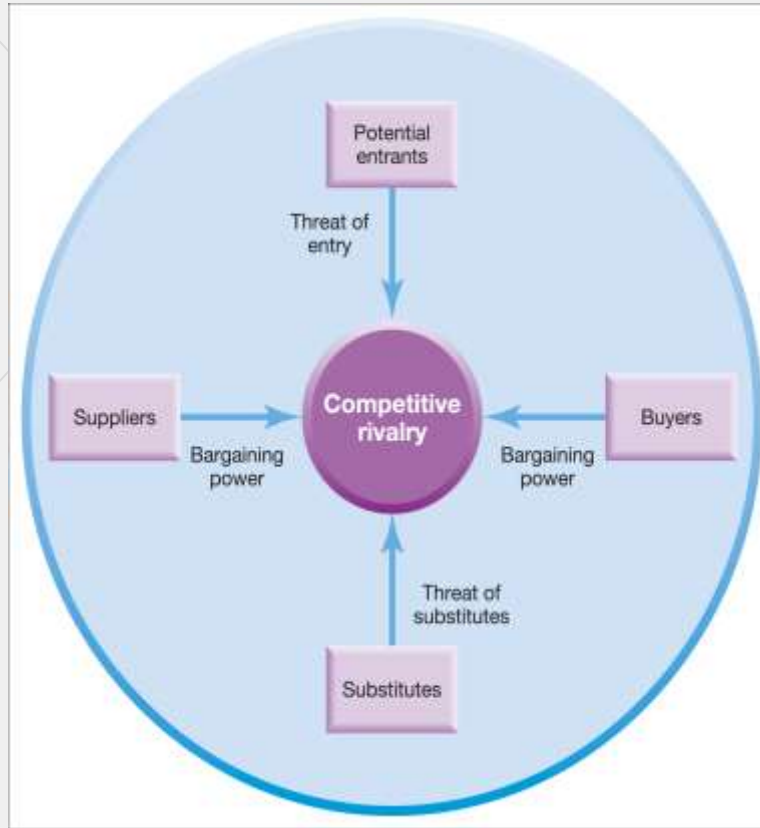 Potential
entrants
Threat of
entry
Suppliers
Bargaining
power
Competitive
rivalry
Buyers
Bargaining
power
Threat of
substitutes
Substitutes